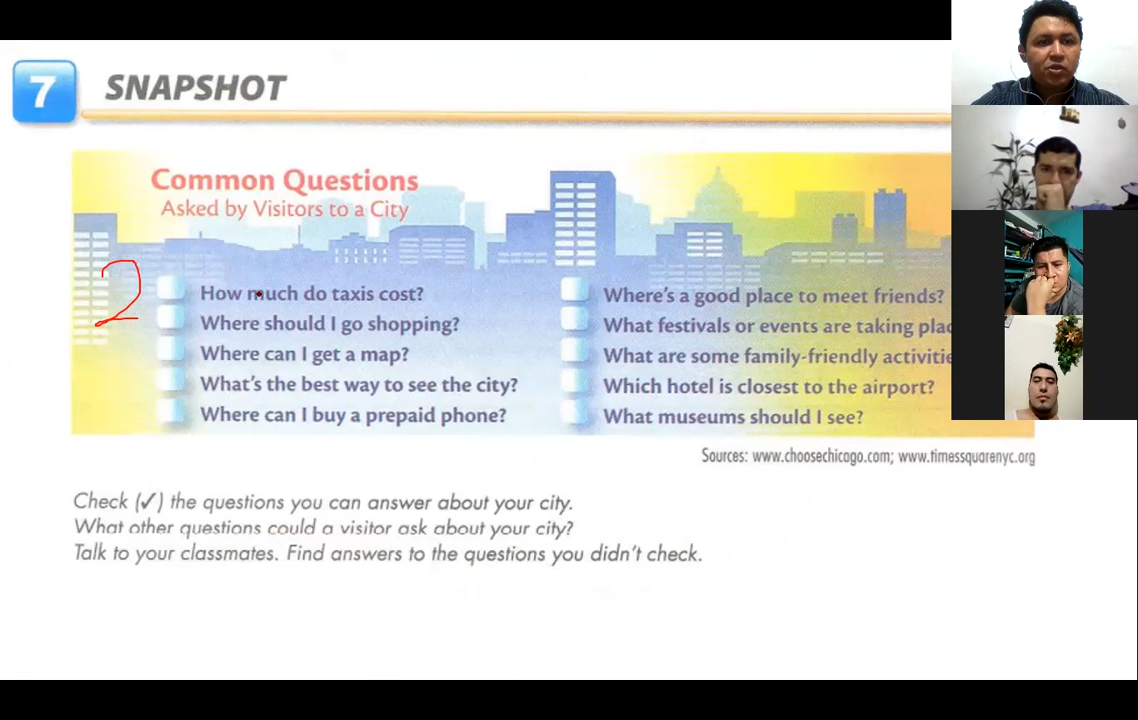 7 SNAPSHOT
Common Questions
Asked by Visitors to a City
2
How much do taxis cost?
Where should I go shopping?
Where can I get a map?
What's the best way to see the city?
Where can I buy a prepaid phone?
Where's a good place to meet friends?
What festivals or events are taking
What are some family-friendly
Which hotel is closest to the airport?
What museums should I see?
Sources: www.choosechicago.com; www.timessquarenyc.org
Check (✓) the questions you can answer about your city.
What other questions could a visitor ask about your city?
Talk to your classmates. Find answers to the questions you didn't check.